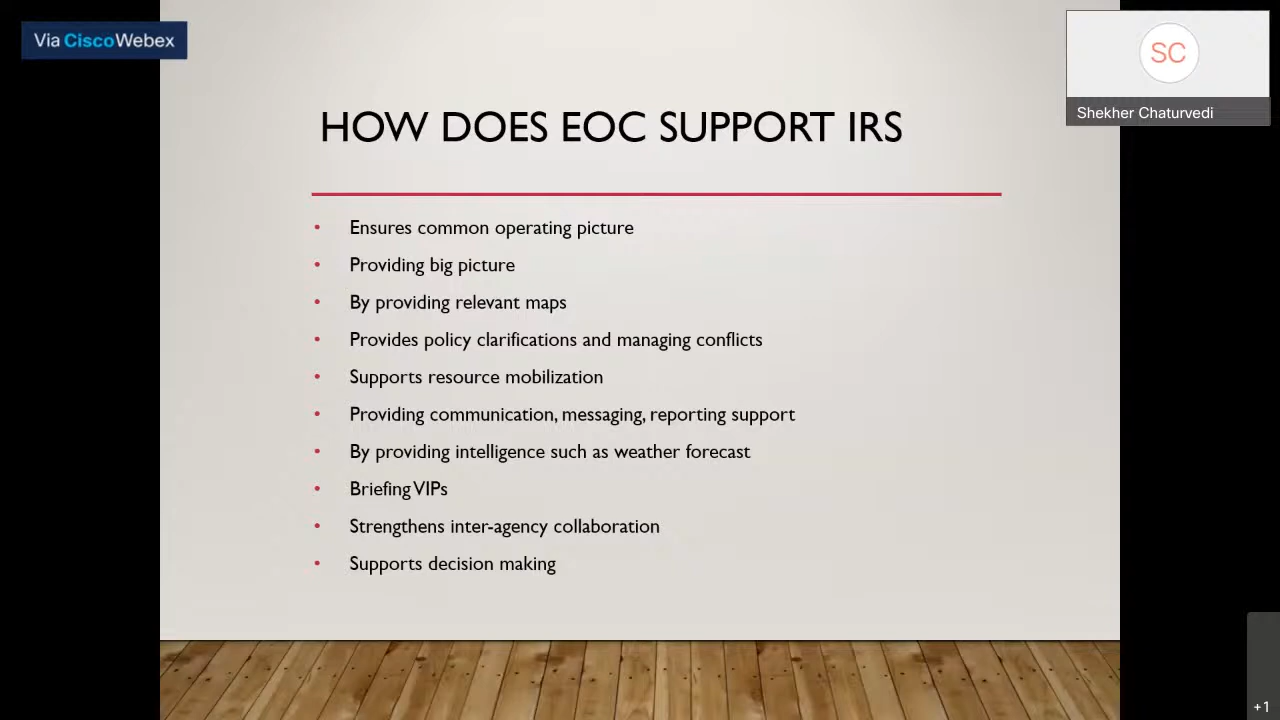 Via CiscoWebex
SC
Shekher Chaturvedi
HOW DOES EOC SUPPORT IRS
• Ensures common operating picture
• Providing big picture
• By providing relevant maps
• Provides policy clarifications and managing conflicts
• Supports resource mobilization
• Providing communication, messaging, reporting support
• By providing intelligence such as weather forecast
• Briefing VIPs
• Strengthens inter-agency collaboration
• Supports decision making
+1